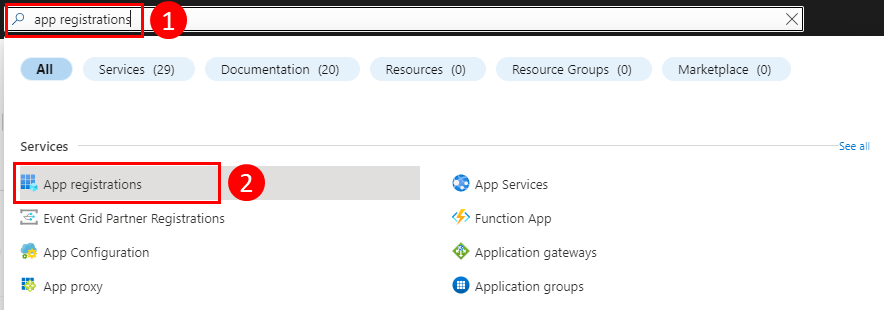 app registrations
1
All
Services (29)
Documentation (20)
Resources (0)
Resource Groups (0)
Marketplace (0)
Services
See all
App registrations
2
App Services
Event Grid Partner Registrations
Function App
App Configuration
Application gateways
App proxy
Application groups